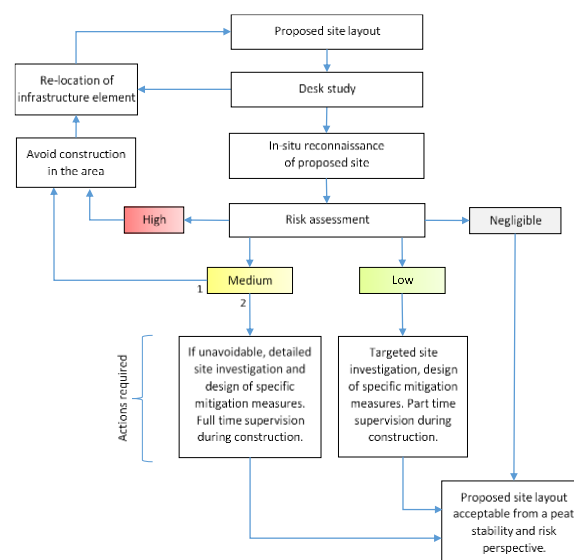 Proposed site layout
Re-location of
infrastructure element
Desk study
In-situ reconnaissance
of proposed site
Avoid construction
in the area
High
Risk assessment
Negligible
Medium
Low
1
2
Actions required
If unavoidable, detailed
site investigation and
design of specific
mitigation measures.
Full time supervision
during construction.
Targeted site
investigation, design
of specific mitigation
measures. Part time
supervision during
construction.
Proposed site layout
acceptable from a peat
stability and risk
perspective.